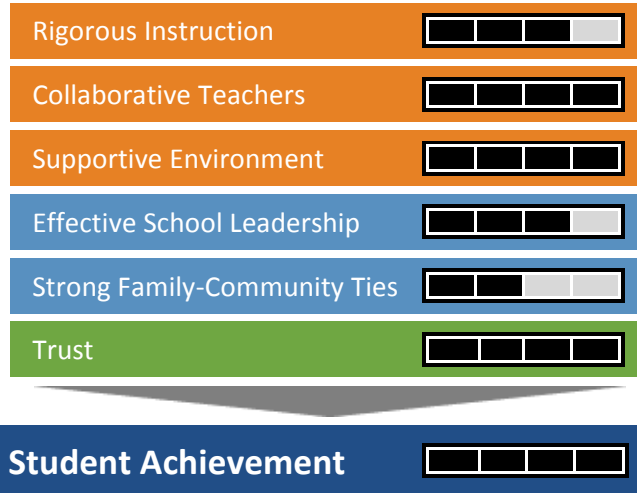 Rigorous Instruction
Collaborative Teachers
Supportive Environment
Effective School Leadership
Strong Family-Community Ties
Trust
Student Achievement